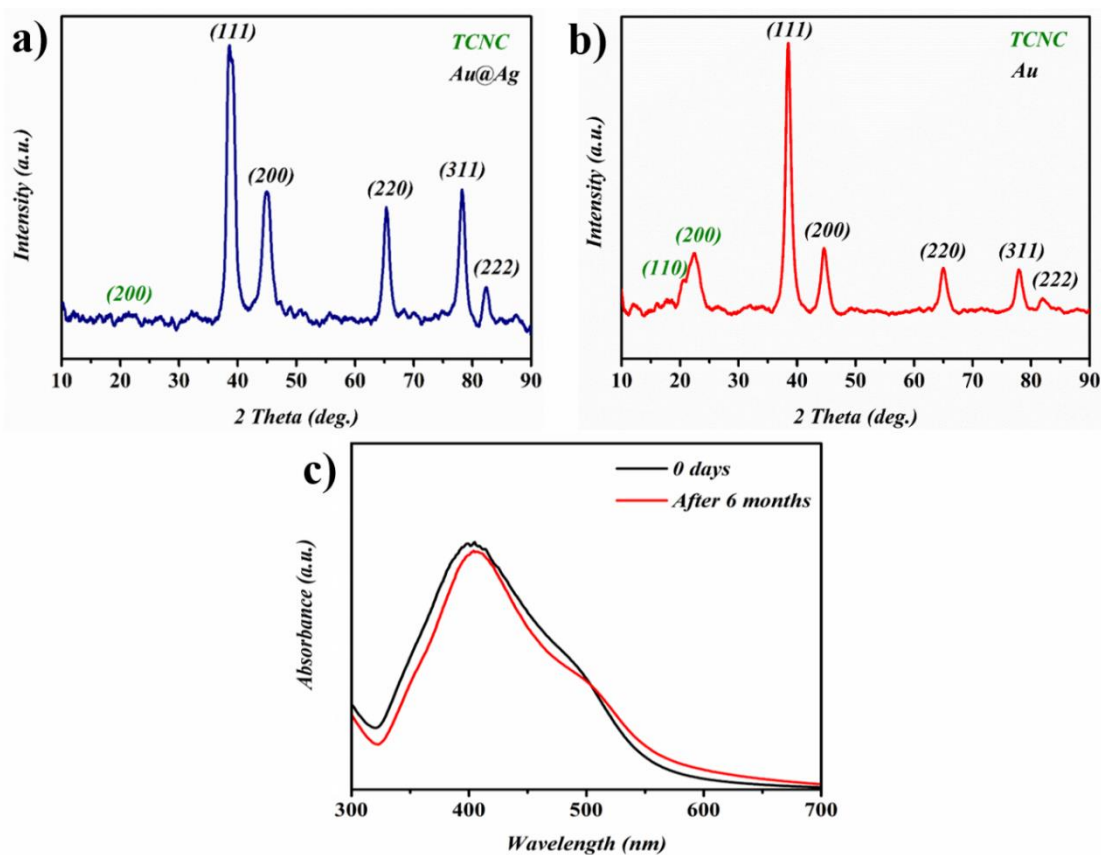 a)
(111)
TCNC
Au@Ag
(200)
(220)
(311)
(222)
(200)
Intensity (a.u.)
10 20 30 40 50 60 70 80 90
2 Theta (deg.)
b)
(111)
TCNC
Au
(110)
(200)
(200)
(220)
(311)
(222)
Intensity (a.u.)
10 20 30 40 50 60 70 80 90
2 Theta (deg.)
c)
0 days
After 6 months
Absorbance (a.u.)
300 400 500 600 700
Wavelength (nm)